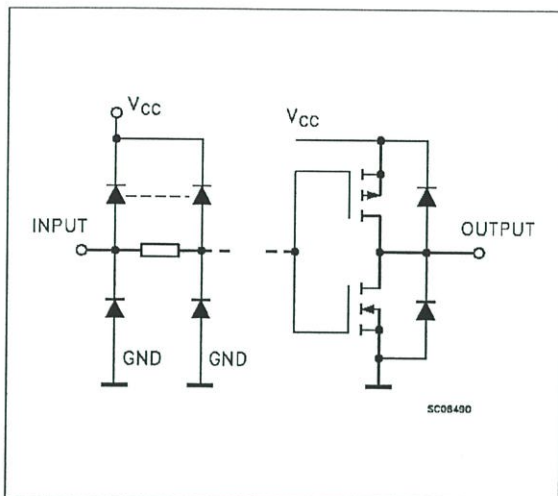 VCC
VCC
INPUT
OUTPUT
GND
GND
SC06490